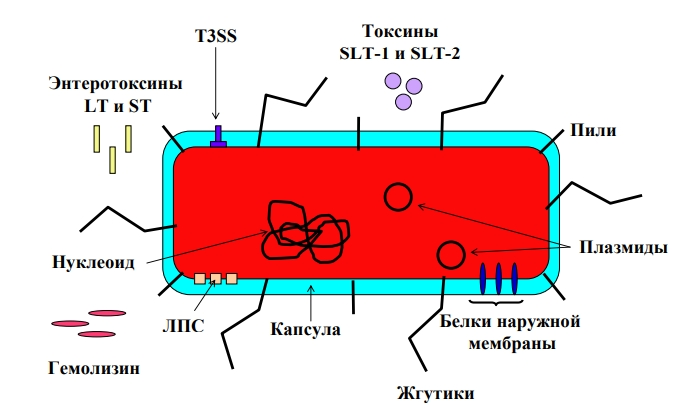 T3SS
Токсины
SLT-1 и SLT-2
Энтеротоксины
LT и ST
Пили
Плазмиды
Нуклеоид
ЛПС
Капсула
Белки наружной
мембраны
Гемолизин
Жгутики